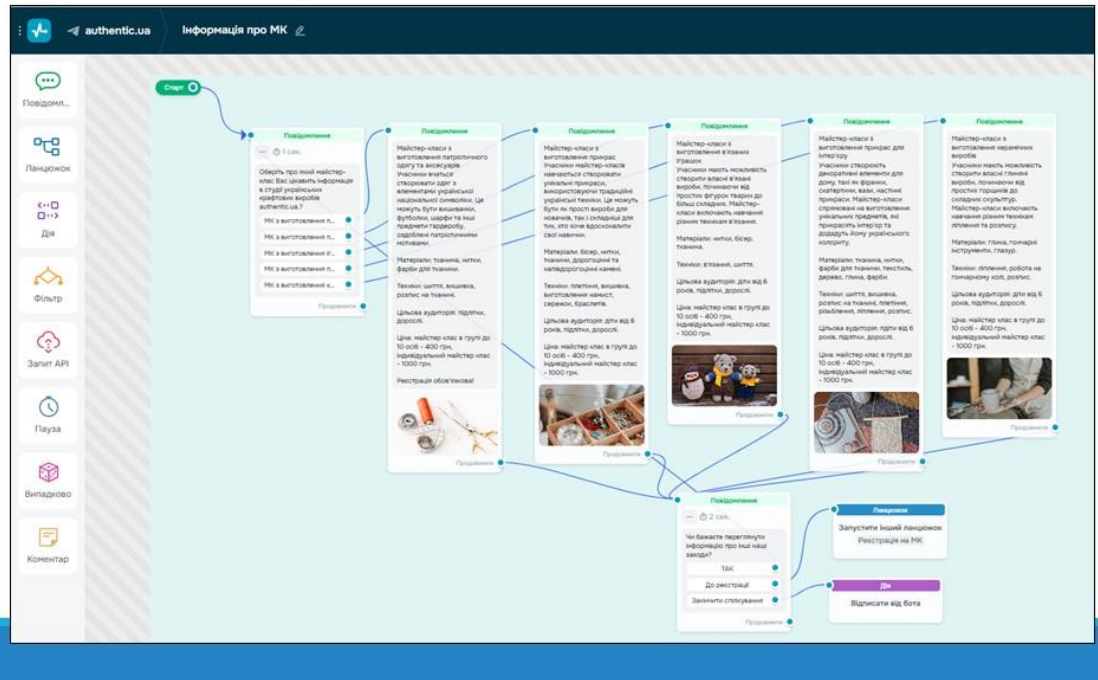 authentic.ua
Інформація про МК
Повідомл...
Ланцюжок
Дія
Фільтр
Запит API
Пауза
Випадково
Коментар
Старт
Повідомлення
1 сек.
Оберіть про який майстер-
клас Вас цікавить інформація
в студії українських
крафтових виробів
authentic.ua.?
МК з виготовлення п...
МК з виготовлення п...
МК з виготовлення іг...
МК з виготовлення п...
МК з виготовлення к...
Продовжити
Повідомлення
Майстер-класи з
виготовлення патріотичного
одягу та аксесуарів.
Учасники вчаться
створювати одяг з
елементами української
національної символіки. Це
можуть бути вишиванки,
футболки, шарфи та інші
предмети гардеробу,
оздоблені патріотичними
мотивами.
Матеріали: тканина, нитки,
фарби для тканини.
Техніки: шиття, вишивка,
розпис на тканині.
Цільова аудиторія: підлітки,
дорослі.
Ціна: майстер клас в групі до
10 осіб - 400 грн,
індивідуальний майстер клас
- 1000 грн.
Реєстрація обов'язкова!
Продовжити
Повідомлення
Майстер-класи з
виготовлення прикрас
Учасники майстер-класів
навчаються створювати
унікальні прикраси,
використовуючи традиційні
українські техніки. Це можуть
бути як прості вироби для
новачків, так і складніші для
тих, хто хоче вдосконалити
свої навички.
Матеріали: бісер, нитки,
тканини, дорогоцінні та
напівдорогоцінні камені.
Техніки: плетіння, вишивка,
виготовлення намист,
сережок, браслетів.
Цільова аудиторія: діти від 6
років, підлітки, дорослі.
Ціна: майстер клас в групі до
10 осіб - 400 грн,
індивідуальний майстер клас
- 1000 грн.
Продовжити
Повідомлення
Майстер-класи з
виготовлення в'язаних
іграшок
Учасники мають можливість
створити власні в'язані
вироби, починаючи від
простих фігурок тварин до
більш складних. Майстер-
класи включають навчання
різним технікам в'язання.
Матеріали: нитки, бісер,
тканина.
Техніки: в'язання, шиття.
Цільова аудиторія: діти від 6
років, підлітки, дорослі.
Ціна: майстер клас в групі до
10 осіб - 400 грн,
індивідуальний майстер клас
- 1000 грн.
Продовжити
Повідомлення
Майстер-класи з
виготовлення прикрас для
інтер'єру
Учасники створюють
декоративні елементи для
дому, такі як фіранки,
скатертини, вази, настінні
прикраси. Майстер-класи
спрямовані на виготовлення
унікальних предметів, які
прикрасять інтер'єр та
додадуть йому українського
колориту.
Матеріали: тканина, нитки,
фарби для тканини, текстиль,
дерево, глина, фарби.
Техніки: шиття, вишивка,
розпис на тканині, плетіння,
різьблення, ліплення, розпис.
Цільова аудиторія: підіти від 6
років, підлітки, дорослі.
Ціна: майстер клас в групі до
10 осіб - 400 грн,
індивідуальний майстер клас
- 1000 грн.
Продовжити
Повідомлення
Майстер-класи з
виготовлення керамічних
виробів
Учасники мають можливість
створити власні глиняні
вироби, починаючи від
простих горщиків до
складних скульптур.
Майстер-класи включають
навчання різним технікам
ліплення та розпису.
Матеріали: глина, гончарні
інструменти, глазур.
Техніки: ліплення, робота на
гончарному колі, розпис.
Цільова аудиторія: діти від 6
років, підлітки, дорослі.
Ціна: майстер клас в групі до
10 осіб - 400 грн,
індивідуальний майстер клас
- 1000 грн.
Продовжити
Повідомлення
2 сек.
Чи бажаєте переглянути
інформацію про інші наші
заходи?
ТАК
До реєстрації
Закінчити спілкування
Продовжити
Ланцюжок
Запустити інший ланцюжок
Реєстрація на МК
Дія
Відписати від бота